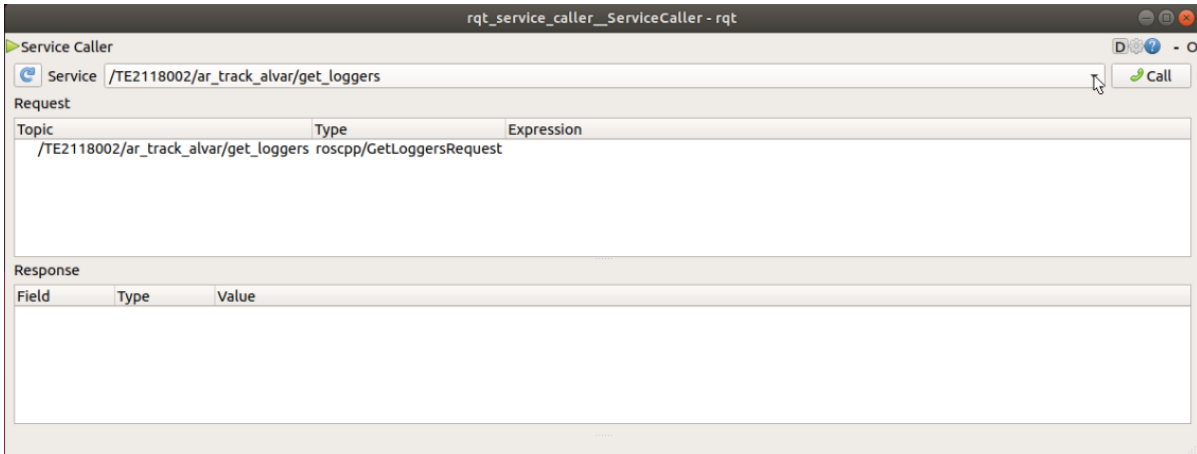 rqt_service_caller__ServiceCaller - rqt
Service Caller D ? - O
Service /TE2118002/ar_track_alvar/get_loggers Call
Request
Topic Type Expression
/TE2118002/ar_track_alvar/get_loggers roscpp/GetLoggersRequest
Response
Field Type Value